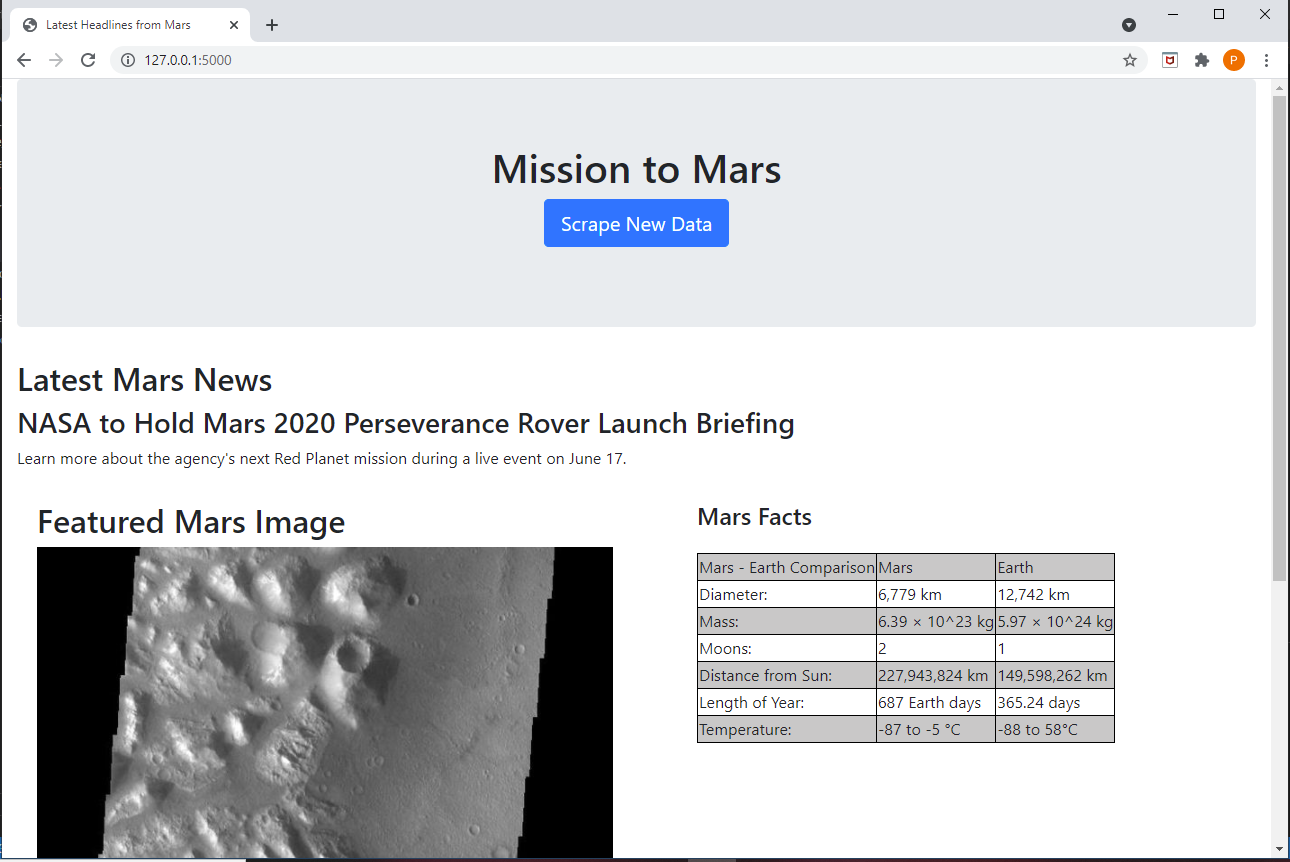 Latest Headlines from Mars
127.0.0.1:5000
P
Mission to Mars
Scrape New Data
Latest Mars News
NASA to Hold Mars 2020 Perseverance Rover Launch Briefing
Learn more about the agency's next Red Planet mission during a live event on June 17.
Featured Mars Image
Mars Facts
Mars - Earth Comparison Mars Earth
Diameter: 6,779 km 12,742 km
Mass: 6.39 × 10^23 kg 5.97 × 10^24 kg
Moons: 2 1
Distance from Sun: 227,943,824 km 149,598,262 km
Length of Year: 687 Earth days 365.24 days
Temperature: -87 to -5 °C -88 to 58°C